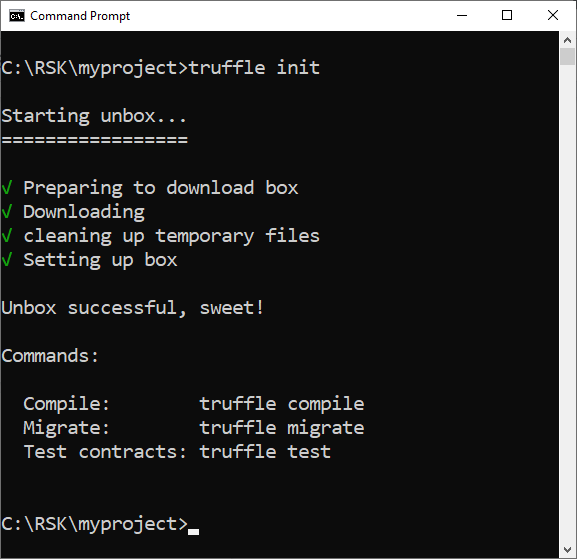 Command Prompt
C:\RSK\myproject>truffle init
Starting unbox...
=================
√ Preparing to download box
√ Downloading
√ cleaning up temporary files
√ Setting up box
Unbox successful, sweet!
Commands:
  Compile:        truffle compile
  Migrate:        truffle migrate
  Test contracts: truffle test
C:\RSK\myproject>